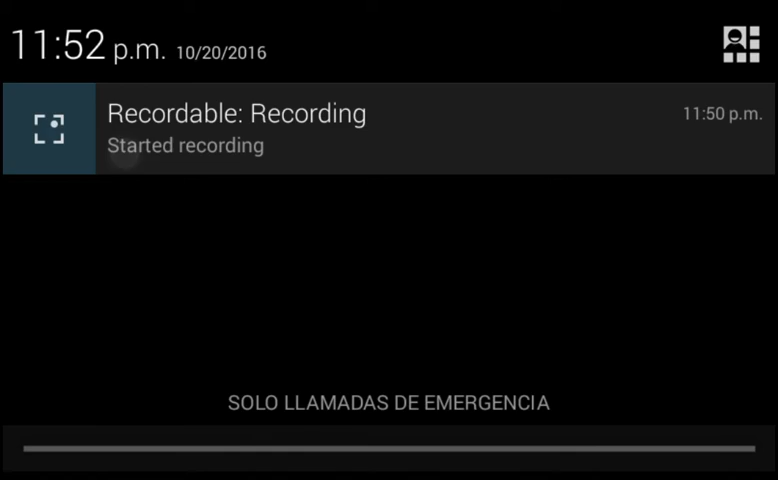 11:52 p.m. 10/20/2016
Recordable: Recording
11:50 p.m.
Started recording
SOLO LLAMADAS DE EMERGENCIA